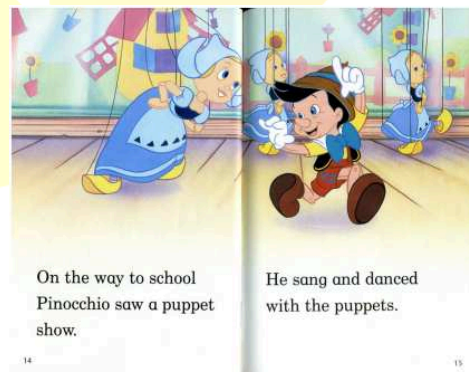 On the way to school
Pinocchio saw a puppet
show.
14
He sang and danced
with the puppets.
15